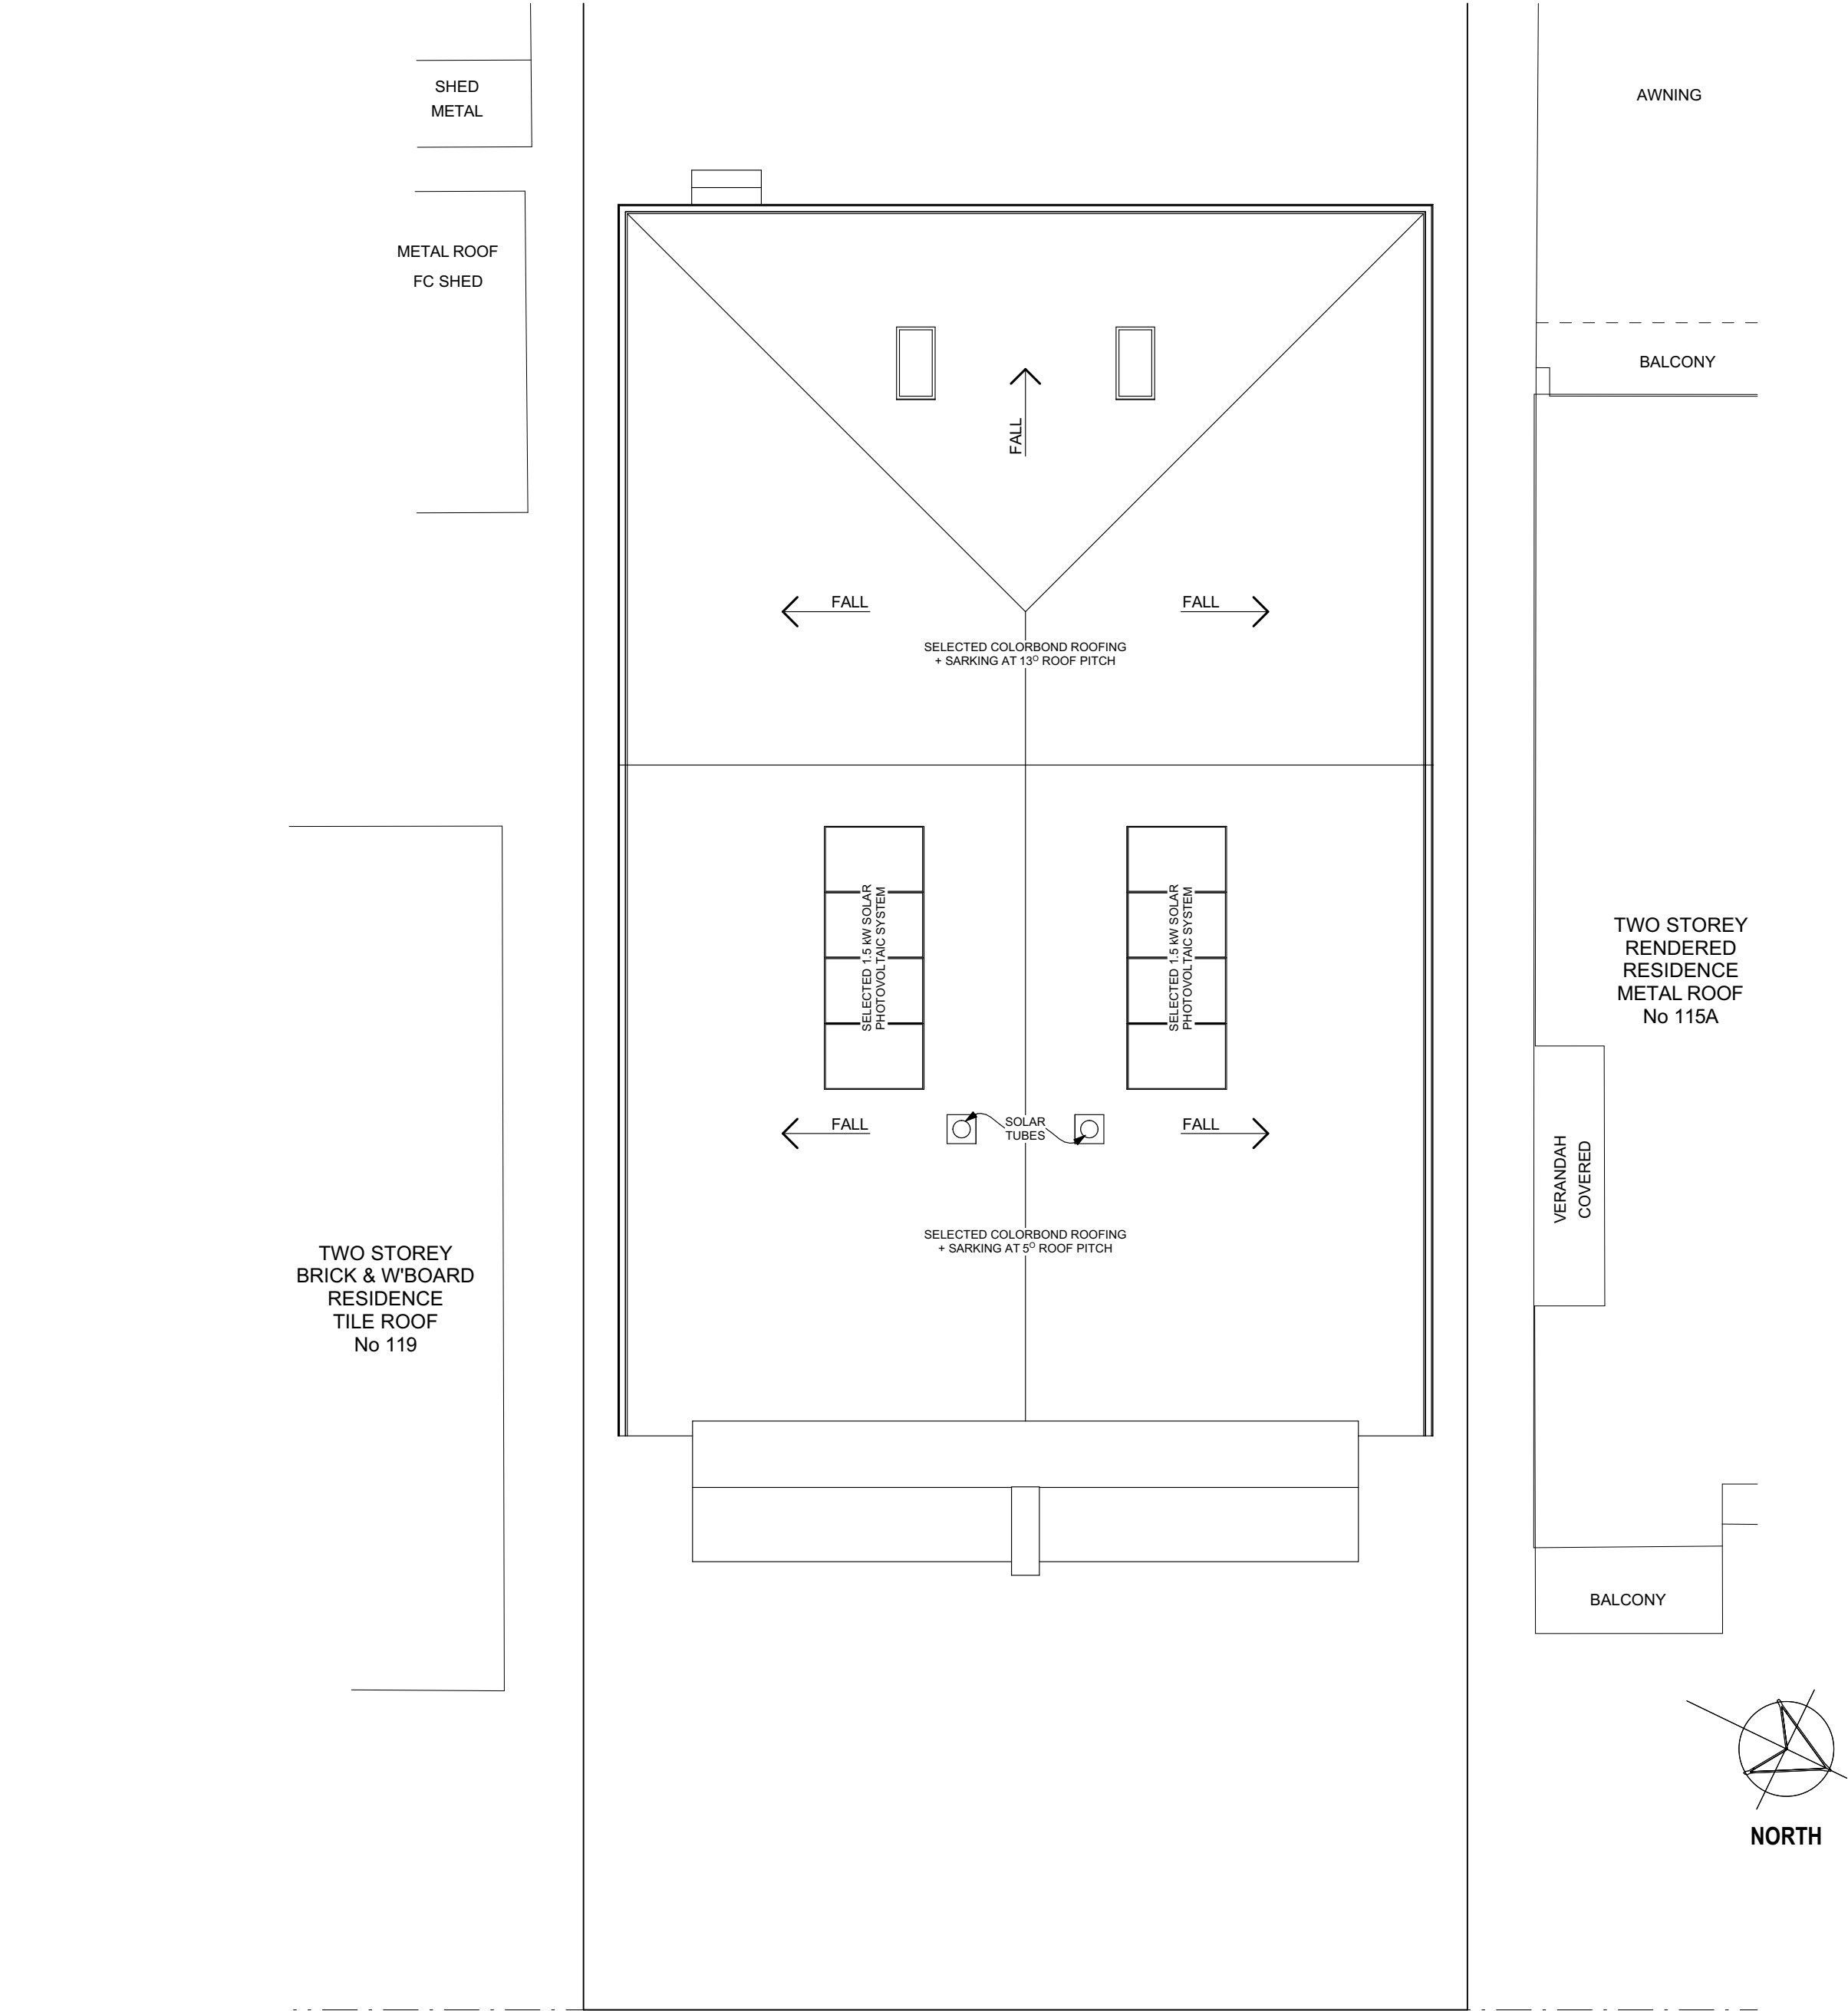 SHED
METAL
AWNING
METAL ROOF
FC SHED
BALCONY
FALL
FALL
FALL
SELECTED COLORBOND ROOFING
+ SARKING AT 13° ROOF PITCH
SELECTED 1.5 kW SOLAR
PHOTOVOLTAIC SYSTEM
SELECTED 1.5 kW SOLAR
PHOTOVOLTAIC SYSTEM
TWO STOREY
RENDERED
RESIDENCE
METAL ROOF
No 115A
FALL
SOLAR
TUBES
FALL
VERANDAH
COVERED
SELECTED COLORBOND ROOFING
+ SARKING AT 5° ROOF PITCH
TWO STOREY
BRICK & W'BOARD
RESIDENCE
TILE ROOF
No 119
BALCONY
NORTH